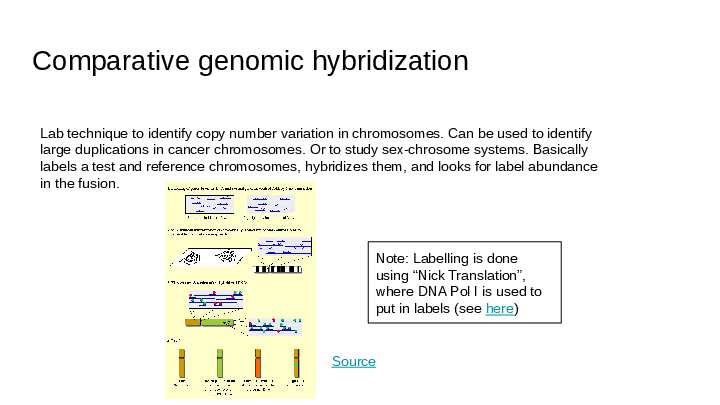 Comparative genomic hybridization
Lab technique to identify copy number variation in chromosomes. Can be used to identify
large duplications in cancer chromosomes. Or to study sex-chrosome systems. Basically
labels a test and reference chromosomes, hybridizes them, and looks for label abundance
in the fusion.
Note: Labelling is done
using “Nick Translation”,
where DNA Pol I is used to
put in labels (see here)
Source